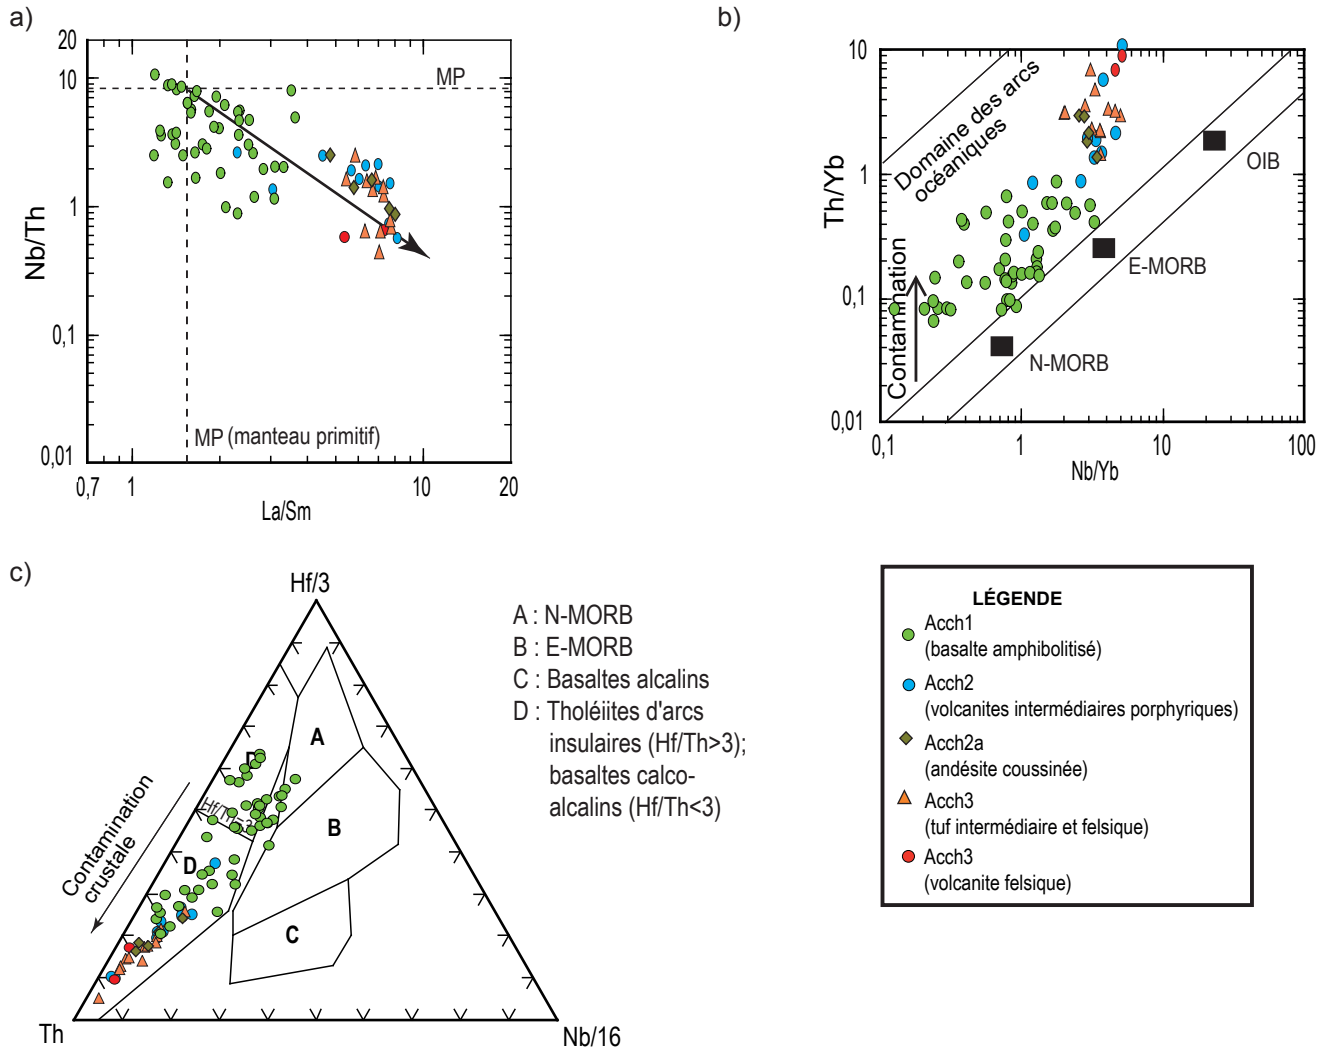 a)
20
10
1
0,1
0,01
Nb/Th
MP
MP (manteau primitif)
0,7
1
10
20
La/Sm
b)
10
1
0,1
0,01
Th/Yb
Domaine des arcs
océaniques
Contamination
OIB
E-MORB
N-MORB
0,1
1
10
100
Nb/Yb
c)
Hf/3
A
B
C
D
D
Hf/Th=3
Contamination
crustale
Th
Nb/16
A : N-MORB
B : E-MORB
C : Basaltes alcalins
D : Tholéiites d'arcs
insulaires (Hf/Th>3);
basaltes calco-
alcalins (Hf/Th<3)
LÉGENDE
Acch1
(basalte amphibolitisé)
Acch2
(volcanites intermédiaires porphyriques)
Acch2a
(andésite coussinée)
Acch3
(tuf intermédiaire et felsique)
Acch3
(volcanite felsique)